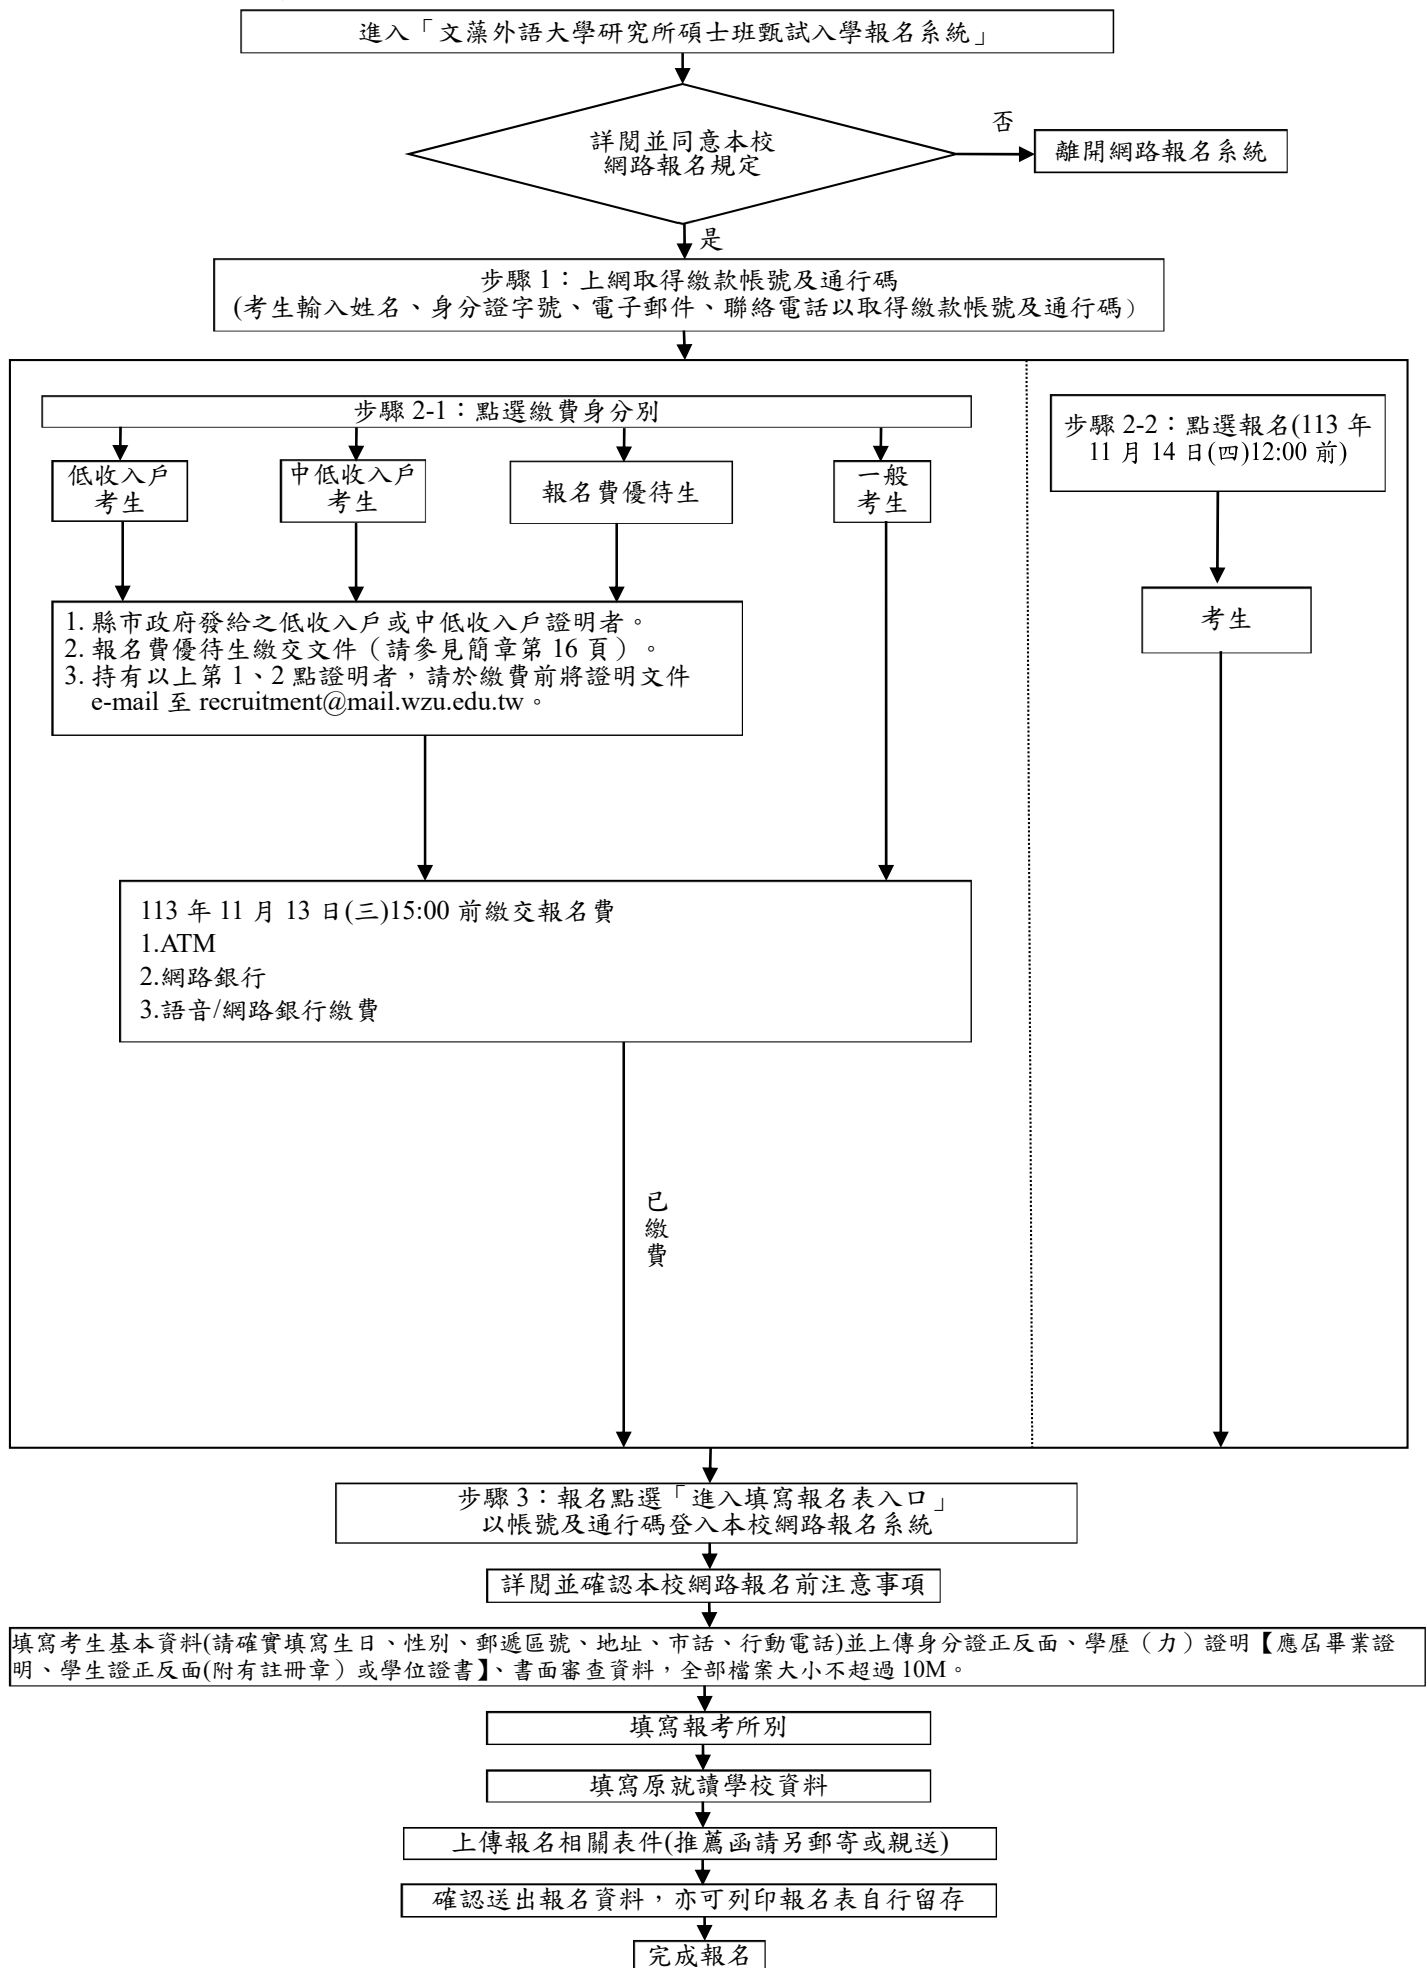 進入「文藻外語大學研究所碩士班甄試入學報名系統」
詳閱並同意本校
網路報名規定
否
離開網路報名系統
是
步驟 1：上網取得繳款帳號及通行碼
(考生輸入姓名、身分證字號、電子郵件、聯絡電話以取得繳款帳號及通行碼）
步驟 2-1：點選繳費身分別
低收入戶
考生
中低收入戶
考生
報名費優待生
一般
考生
1. 縣市政府發給之低收入戶或中低收入戶證明者。
2. 報名費優待生繳交文件（請參見簡章第 16 頁）。
3. 持有以上第 1、2 點證明者，請於繳費前將證明文件
e-mail 至 recruitment@mail.wzu.edu.tw。
113 年 11 月 13 日(三)15:00 前繳交報名費
1.ATM
2.網路銀行
3.語音/網路銀行繳費
已
繳
費
步驟 2-2：點選報名(113 年
11 月 14 日(四)12:00 前)
考生
步驟 3：報名點選「進入填寫報名表入口」
以帳號及通行碼登入本校網路報名系統
詳閱並確認本校網路報名前注意事項
填寫考生基本資料(請確實填寫生日、性別、郵遞區號、地址、市話、行動電話)並上傳身分證正反面、學歷（力）證明【應屆畢業證
明、學生證正反面(附有註冊章）或學位證書】、書面審查資料，全部檔案大小不超過 10M。
填寫報考所別
填寫原就讀學校資料
上傳報名相關表件(推薦函請另郵寄或親送)
確認送出報名資料，亦可列印報名表自行留存
完成報名